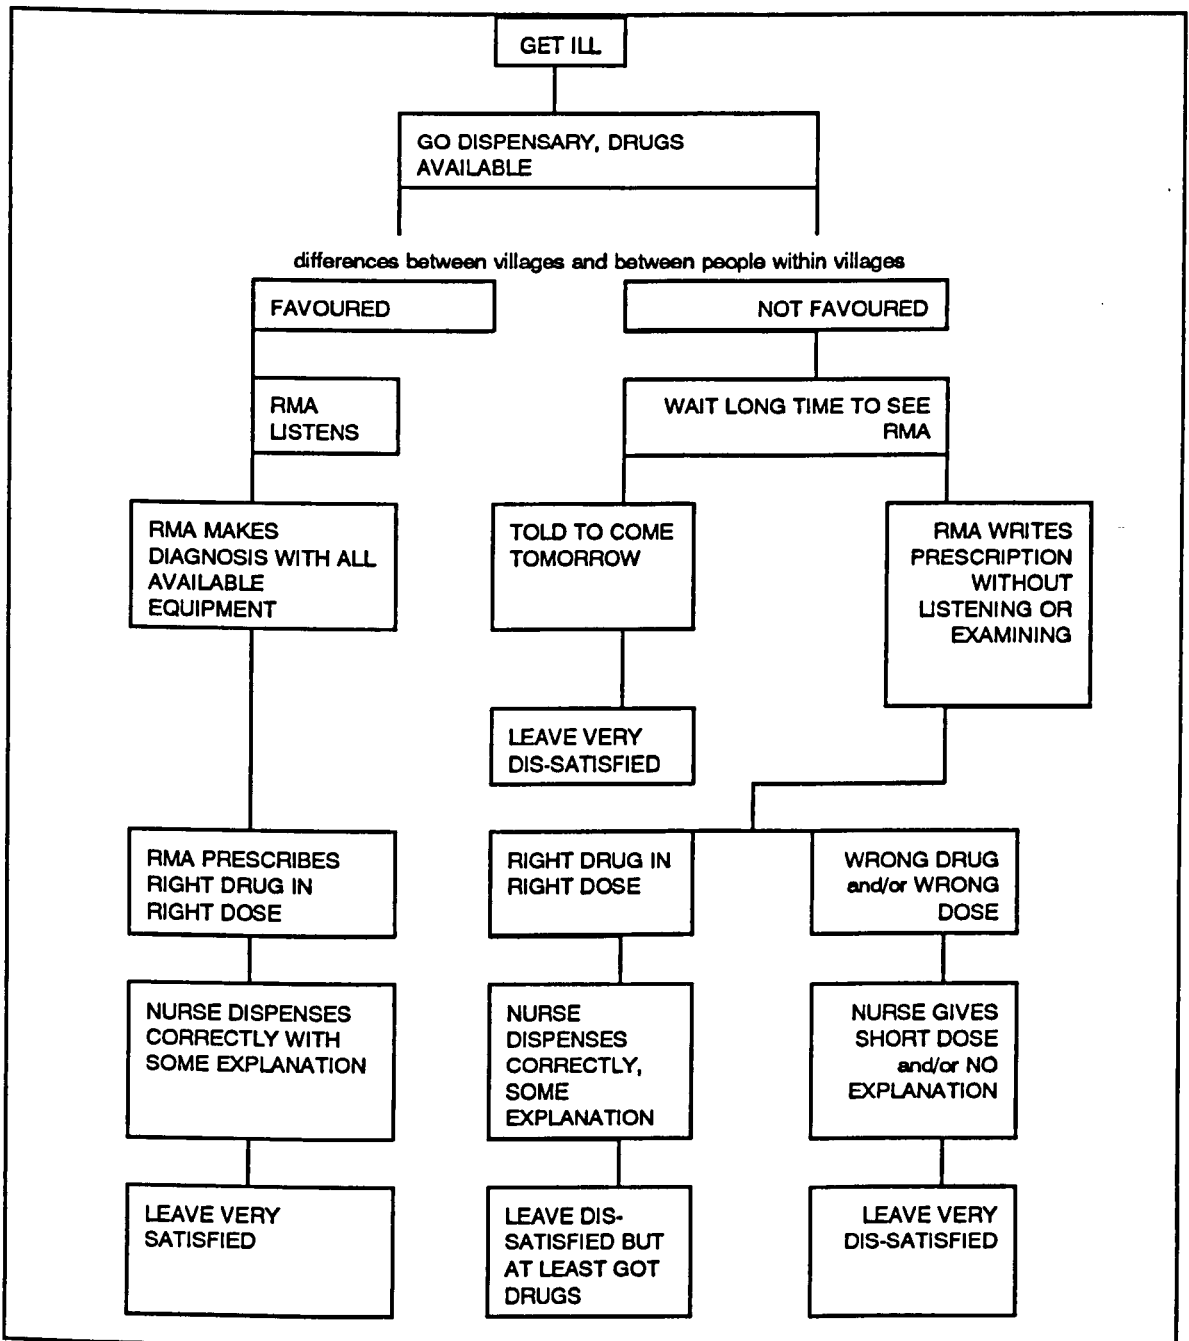 GET ILL
GO DISPENSARY, DRUGS
AVAILABLE
differences between villages and between people within villages
FAVOURED
NOT FAVOURED
RMA
LISTENS
WAIT LONG TIME TO SEE
RMA
RMA MAKES
DIAGNOSIS WITH ALL
AVAILABLE
EQUIPMENT
TOLD TO COME
TOMORROW
RMA WRITES
PRESCRIPTION
WITHOUT
LISTENING OR
EXAMINING
LEAVE VERY
DIS-SATISFIED
RMA PRESCRIBES
RIGHT DRUG IN
RIGHT DOSE
RIGHT DRUG IN
RIGHT DOSE
WRONG DRUG
and/or WRONG
DOSE
NURSE DISPENSES
CORRECTLY WITH
SOME EXPLANATION
NURSE
DISPENSES
CORRECTLY,
SOME
EXPLANATION
NURSE GIVES
SHORT DOSE
and/or NO
EXPLANATION
LEAVE VERY
SATISFIED
LEAVE DIS-
SATISFIED BUT
AT LEAST GOT
DRUGS
LEAVE VERY
DIS-SATISFIED